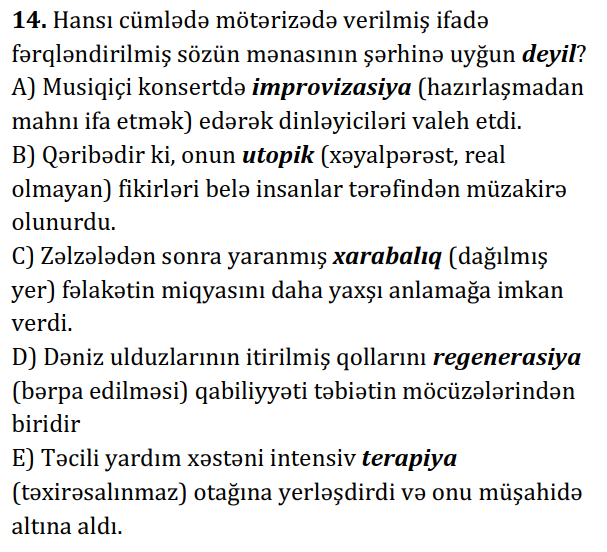 14. Hansı cümlədə mötərizədə verilmiş ifadə
fərqləndirilmiş sözün mənasının şərhinə uyğun deyil?
A) Musiqiçi konsertdə improvizasiya (hazırlaşmadan
mahnı ifa etmək) edərək dinləyiciləri valeh etdi.
B) Qəribədir ki, onun utopik (xəyalpərəst, real
olmayan) fikirləri belə insanlar tərəfindən müzakirə
olunurdu.
C) Zəlzələdən sonra yaranmış xarabalıq (dağılmış
yer) fəlakətin miqyasını daha yaxşı anlamağa imkan
verdi.
D) Dəniz ulduzlarının itirilmiş qollarını regenerasiya
(bərpa edilməsi) qabiliyyəti təbiətin möcüzələrindən
biridir
E) Təcili yardım xəstəni intensiv terapiya
(təxirəsalınmaz) otağına yerləşdirdi və onu müşahidə
altına aldı.